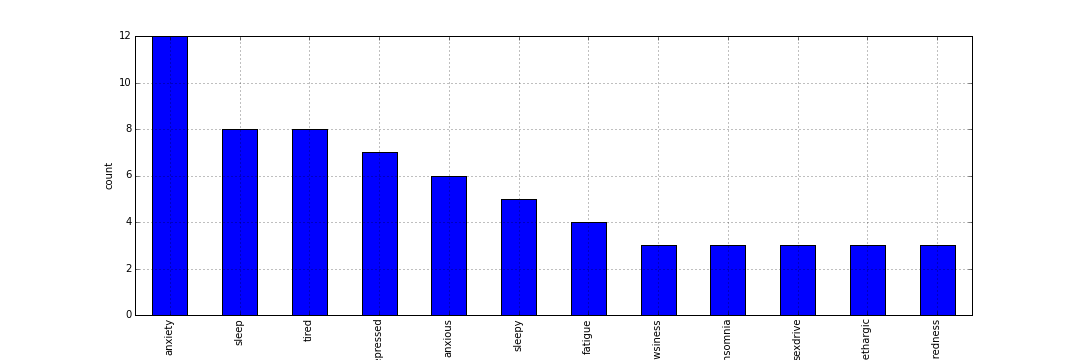 12
10
8
6
4
2
0
count
anxiety
sleep
tired
pressed
anxious
sleepy
fatigue
wsiness
nsomnia
sexdrive
ethargic
redness